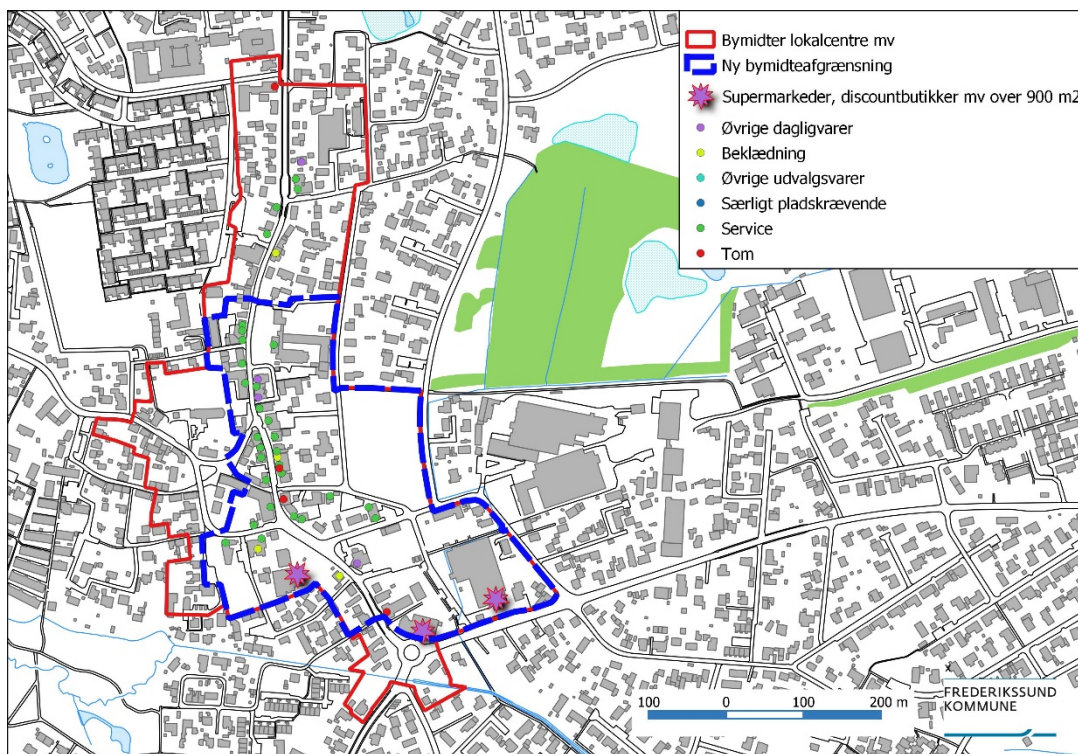 Bymidter lokalcentre mv
Ny bymidteafgrænsning
Supermarkeder, discountbutikker mv over 900 m2
Øvrige dagligvarer
Beklædning
Øvrige udvalgsvarer
Særligt pladskrævende
Service
Tom
x
FREDERIKSSUND
KOMMUNE
100 0 100 200 m